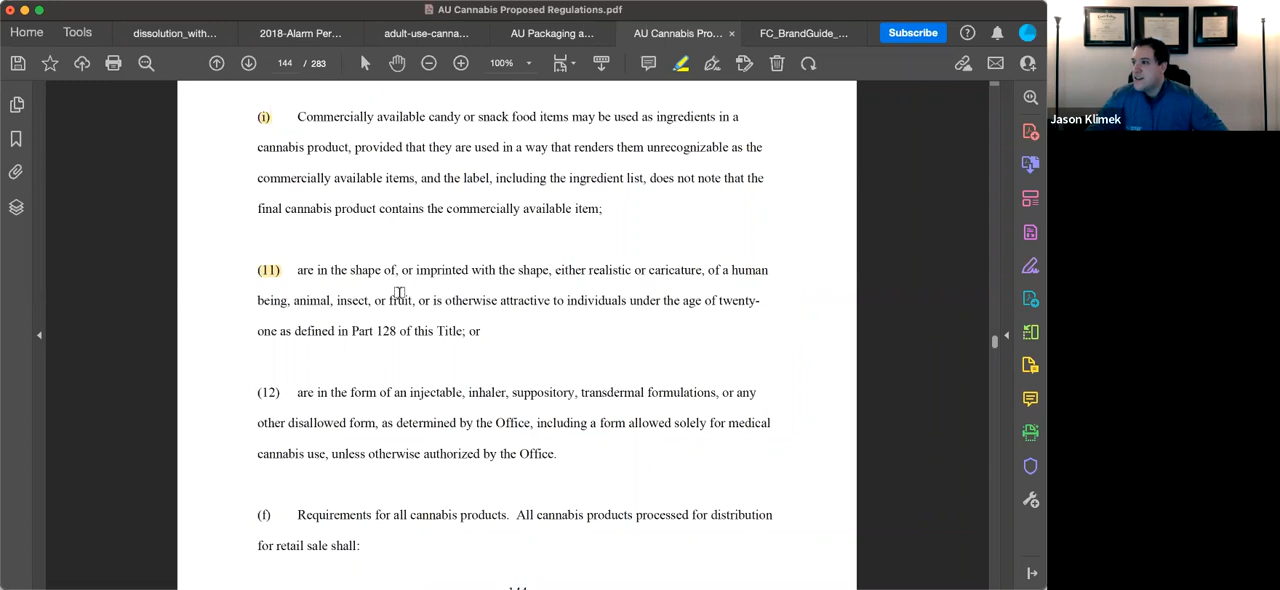 AU Cannabis Proposed Regulations.pdf
Home Tools dissolution_with... 2018-Alarm Per... adult-use-canna... AU Packaging a... AU Cannabis Pro... × FC_BrandGuide_... Subscribe
144 / 283 100%
(i) Commercially available candy or snack food items may be used as ingredients in a
cannabis product, provided that they are used in a way that renders them unrecognizable as the
commercially available items, and the label, including the ingredient list, does not note that the
final cannabis product contains the commercially available item;
(11) are in the shape of, or imprinted with the shape, either realistic or caricature, of a human
being, animal, insect, or fruit, or is otherwise attractive to individuals under the age of twenty-
one as defined in Part 128 of this Title; or
(12) are in the form of an injectable, inhaler, suppository, transdermal formulations, or any
other disallowed form, as determined by the Office, including a form allowed solely for medical
cannabis use, unless otherwise authorized by the Office.
(f) Requirements for all cannabis products. All cannabis products processed for distribution
for retail sale shall:
144
Jason Klimek